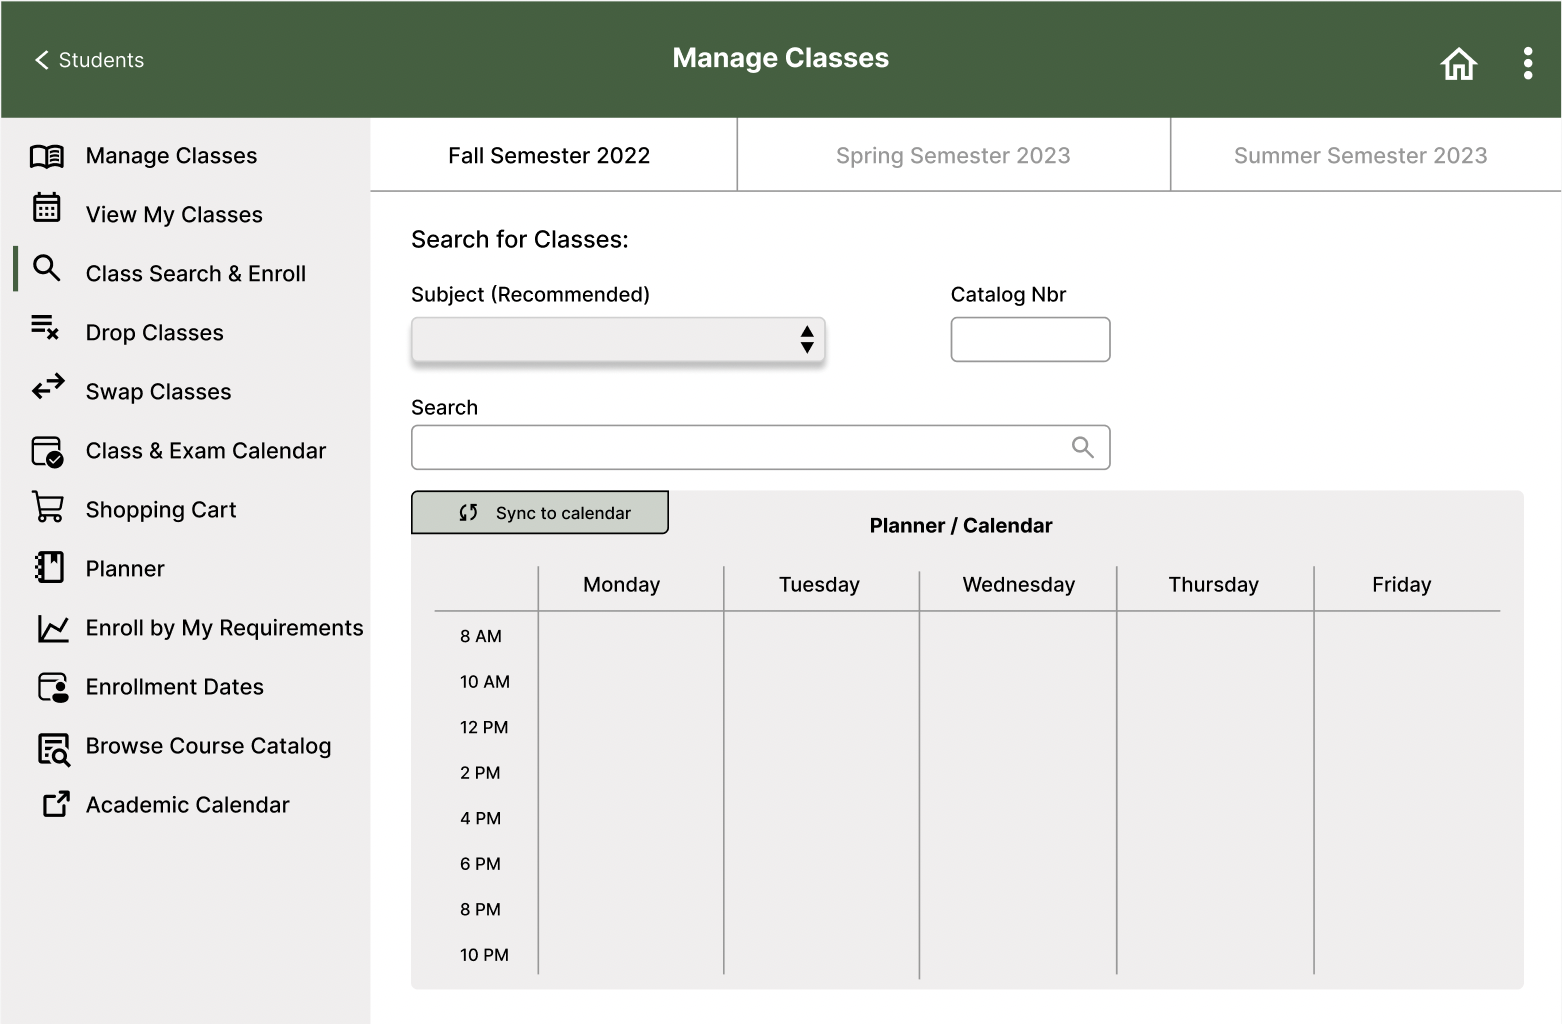 Students
Manage Classes
Manage Classes
View My Classes
Class Search & Enroll
Drop Classes
Swap Classes
Class & Exam Calendar
Shopping Cart
Planner
Enroll by My Requirements
Enrollment Dates
Browse Course Catalog
Academic Calendar
Fall Semester 2022
Spring Semester 2023
Summer Semester 2023
Search for Classes:
Subject (Recommended)
Catalog Nbr
Search
Sync to calendar
Planner / Calendar
Monday
Tuesday
Wednesday
Thursday
Friday
8 AM
10 AM
12 PM
2 PM
4 PM
6 PM
8 PM
10 PM